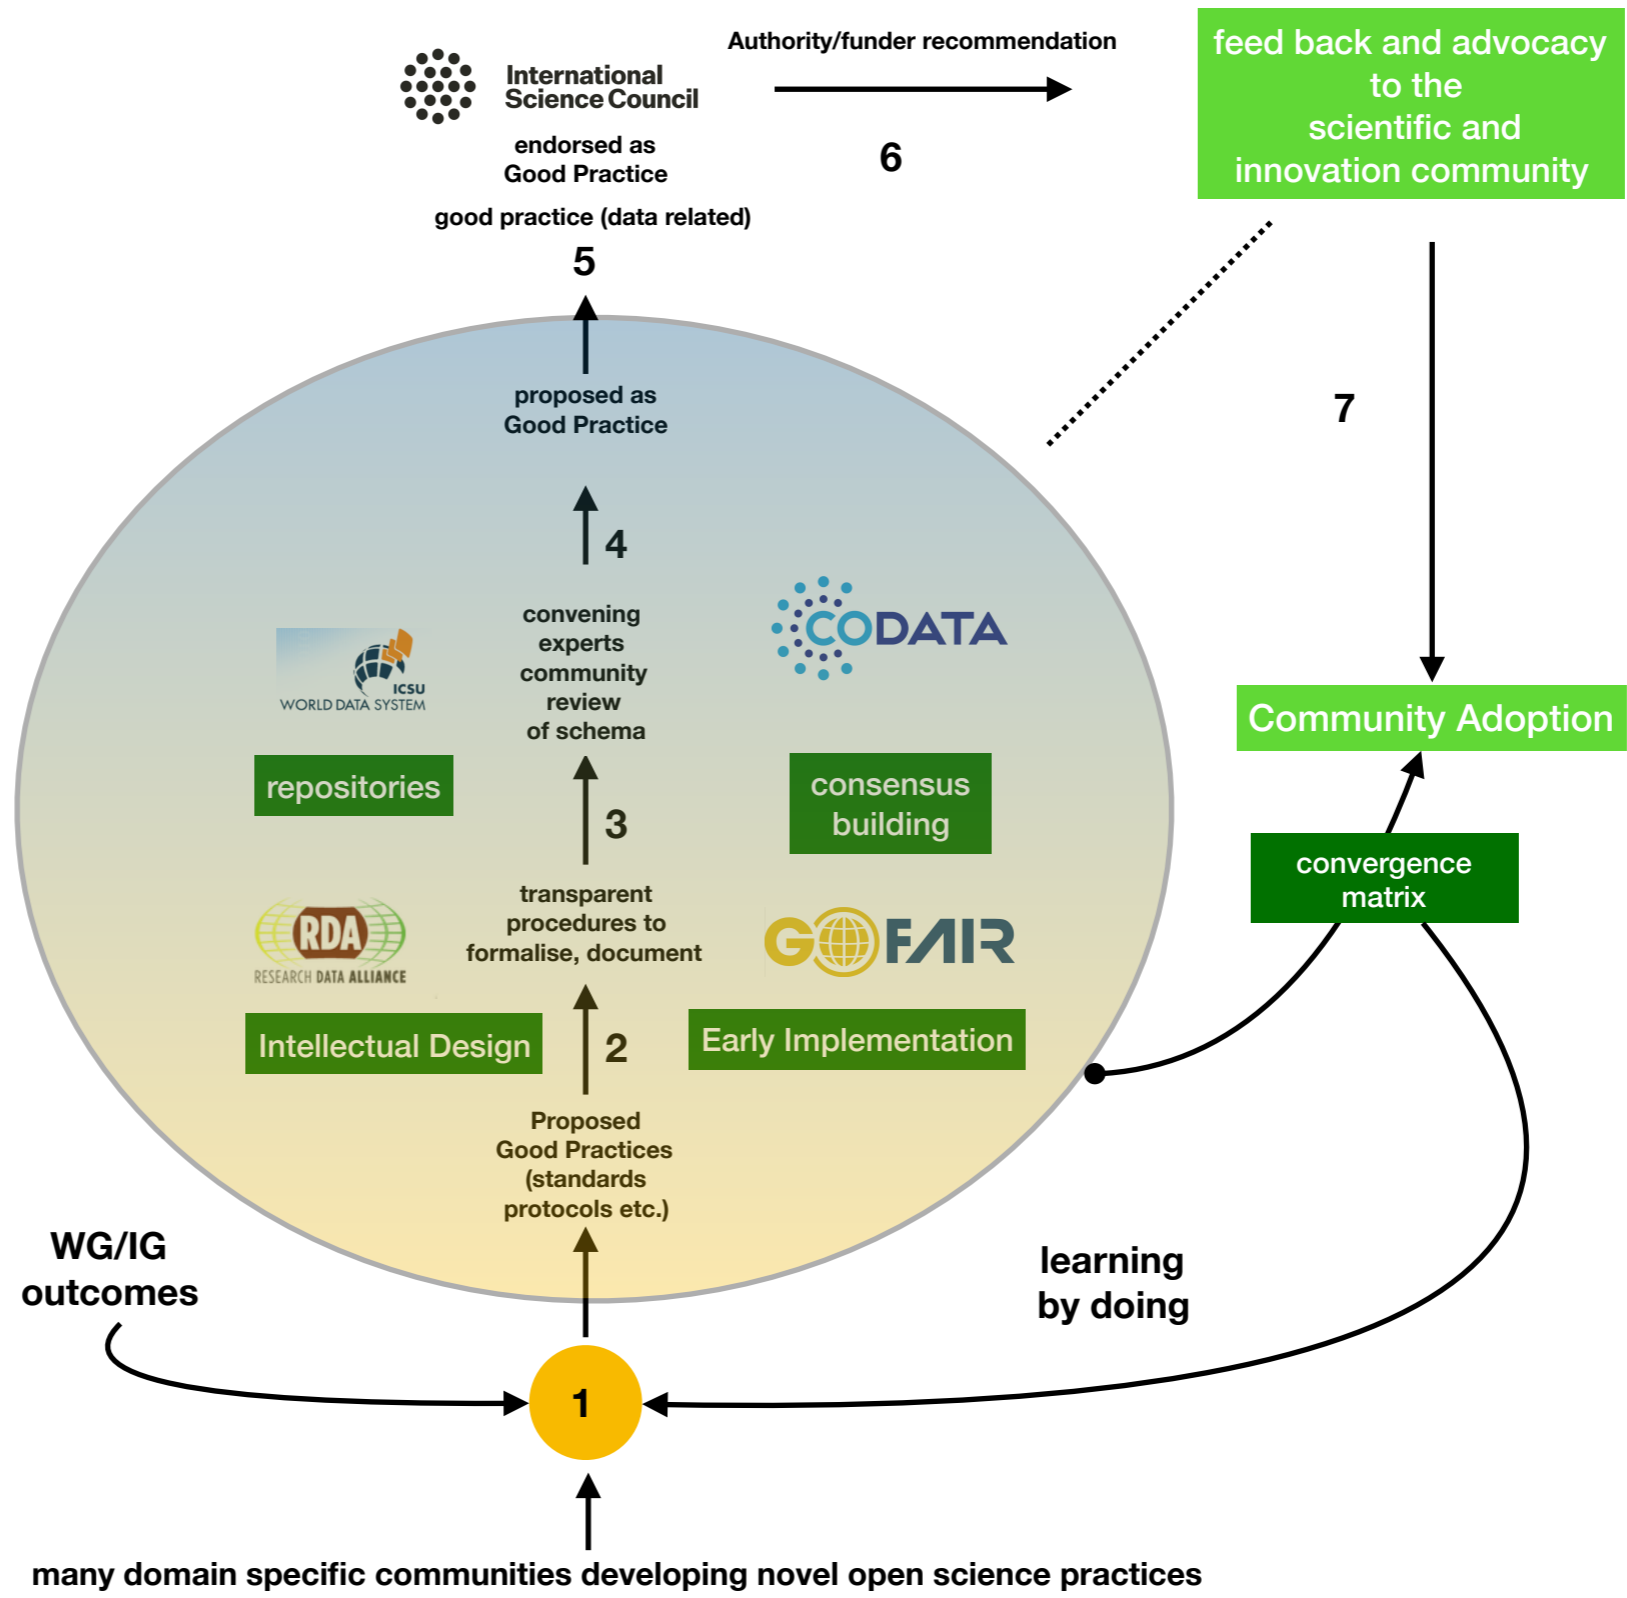 Authority/funder recommendation
International
Science Council
endorsed as
Good Practice
good practice (data related)
5
6
feed back and advocacy
to the
scientific and
innovation community
proposed as
Good Practice
7
4
convening
experts
community
review
of schema
ICSU
WORLD DATA SYSTEM
repositories
CODATA
consensus
building
Community Adoption
convergence
matrix
3
transparent
procedures to
formalise, document
RDA
RESEARCH DATA ALLIANCE
Intellectual Design
GO FAIR
Early Implementation
2
Proposed
Good Practices
(standards
protocols etc.)
WG/IG
outcomes
learning
by doing
1
many domain specific communities developing novel open science practices